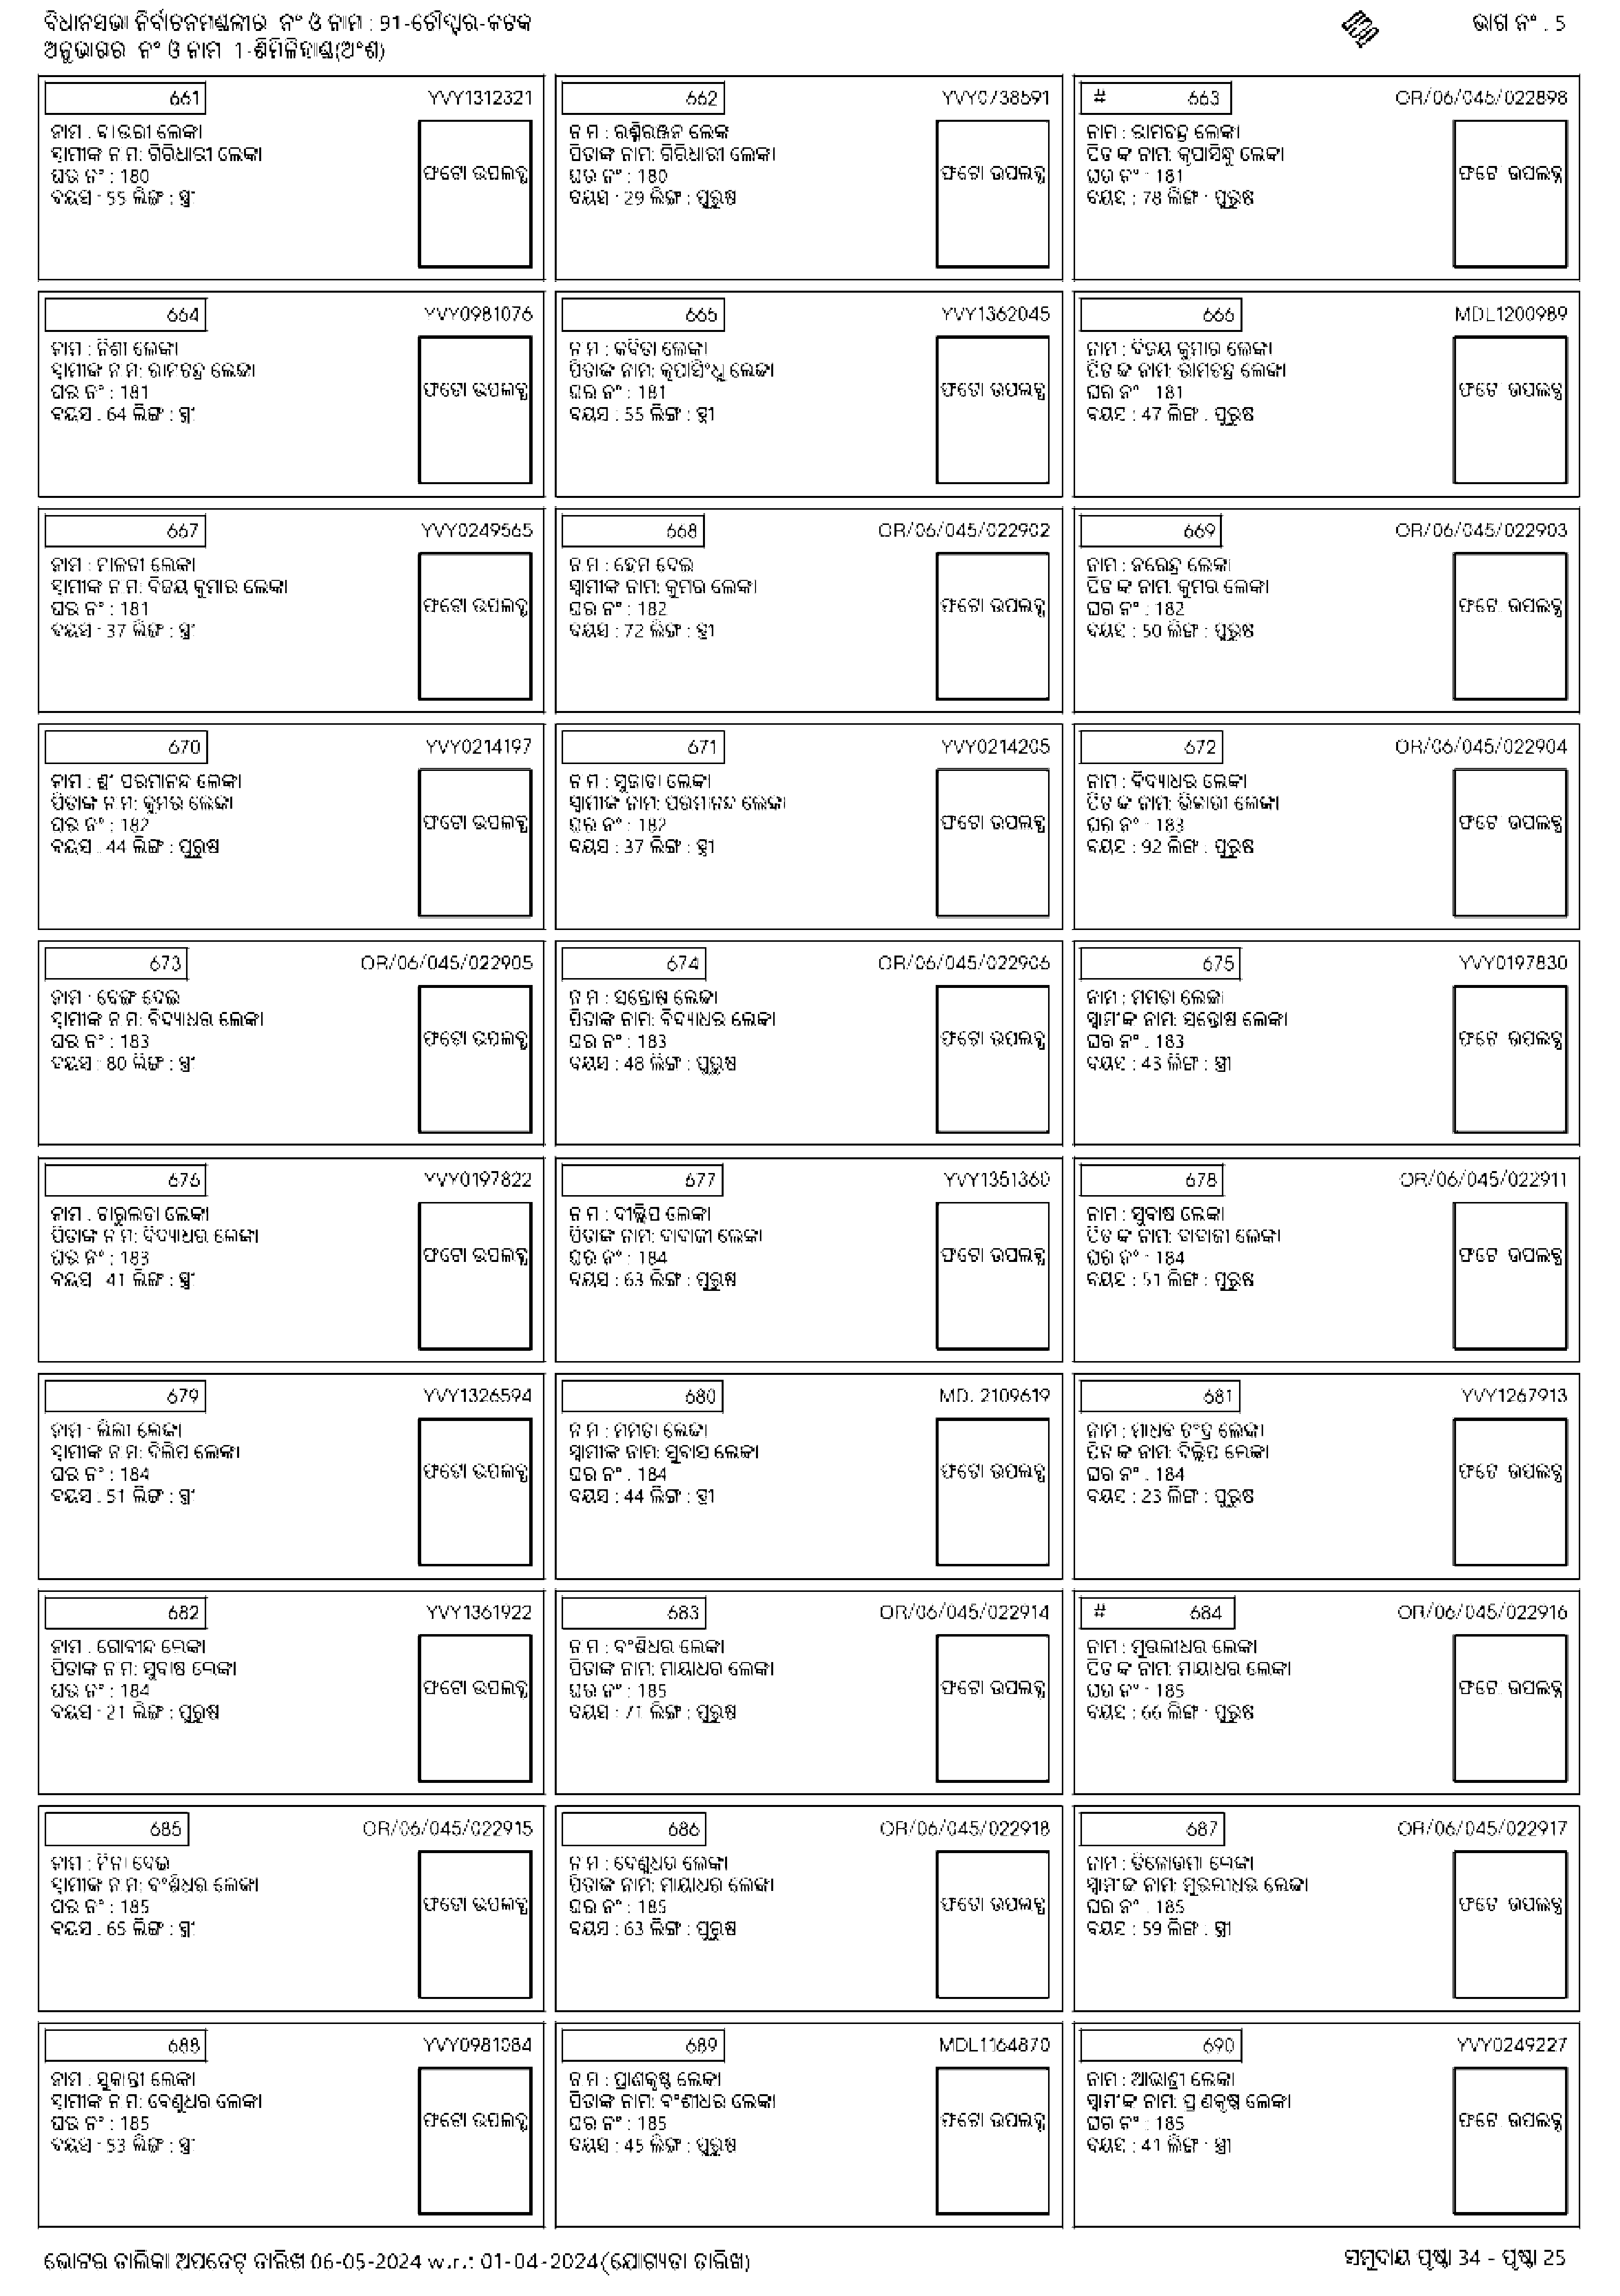 ବିଧାନସଭା ନିର୍ବାଚନମଣ୍ଡଳୀର ନଂ ଓ ନାମ : 91-ଚୌଦ୍ୱାର-କଟକ
ଭାଗ ନଂ . 5
ଅନୁଭାଗର ନଂ ଓ ନାମ 1-ଶିମିଳିହାଣ୍ଡ(ଅଂଶ)
661 YVY1312321
ନାମ : ବାଉରୀ ଲେଙ୍କା
ସ୍ୱାମୀଙ୍କ ନାମ: ଗିରିଧାରୀ ଲେଙ୍କା
ଘର ନଂ : 180
ବୟସ : 55 ଲିଙ୍ଗ : ସ୍ତ୍ରୀ
ଫଟୋ ଉପଲବ୍ଧ
662 YVY0738591
ନାମ : ରଶ୍ମିରଞ୍ଜନ ଲେଙ୍କ
ପିତାଙ୍କ ନାମ: ଗିରିଧାରୀ ଲେଙ୍କା
ଘର ନଂ : 180
ବୟସ : 29 ଲିଙ୍ଗ : ପୁରୁଷ
ଫଟୋ ଉପଲବ୍ଧ
# 663 OR/06/045/022898
ନାମ : ରାମଚନ୍ଦ୍ର ଲେଙ୍କା
ପିତାଙ୍କ ନାମ: କୃପାସିନ୍ଧୁ ଲେଙ୍କା
ଘର ନଂ : 181
ବୟସ : 78 ଲିଙ୍ଗ : ପୁରୁଷ
ଫଟୋ ଉପଲବ୍ଧ
664 YVY0981076
ନାମ : ନିଶୀ ଲେଙ୍କା
ସ୍ୱାମୀଙ୍କ ନାମ: ରାମଚନ୍ଦ୍ର ଲେଙ୍କା
ଘର ନଂ : 181
ବୟସ : 64 ଲିଙ୍ଗ : ସ୍ତ୍ରୀ
ଫଟୋ ଉପଲବ୍ଧ
665 YVY1362045
ନାମ : କବିତା ଲେଙ୍କା
ପିତାଙ୍କ ନାମ: କୃପାସିଂଧୁ ଲେଙ୍କା
ଘର ନଂ : 181
ବୟସ : 55 ଲିଙ୍ଗ : ସ୍ତ୍ରୀ
ଫଟୋ ଉପଲବ୍ଧ
666 MDL1200989
ନାମ : ବିଜୟ କୁମାର ଲେଙ୍କା
ପିତାଙ୍କ ନାମ: ରାମଚନ୍ଦ୍ର ଲେଙ୍କା
ଘର ନଂ : 181
ବୟସ : 47 ଲିଙ୍ଗ : ପୁରୁଷ
ଫଟୋ ଉପଲବ୍ଧ
667 YVY0249565
ନାମ : ମାଳତୀ ଲେଙ୍କା
ସ୍ୱାମୀଙ୍କ ନାମ: ବିଜୟ କୁମାର ଲେଙ୍କା
ଘର ନଂ : 181
ବୟସ : 37 ଲିଙ୍ଗ : ସ୍ତ୍ରୀ
ଫଟୋ ଉପଲବ୍ଧ
668 OR/06/045/022902
ନାମ : ହେମ ଦେଇ
ସ୍ୱାମୀଙ୍କ ନାମ: କୁମର ଲେଙ୍କା
ଘର ନଂ : 182
ବୟସ : 72 ଲିଙ୍ଗ : ସ୍ତ୍ରୀ
ଫଟୋ ଉପଲବ୍ଧ
669 OR/06/045/022903
ନାମ : ନରେନ୍ଦ୍ର ଲେଙ୍କା
ପିତାଙ୍କ ନାମ: କୁମର ଲେଙ୍କା
ଘର ନଂ : 182
ବୟସ : 50 ଲିଙ୍ଗ : ପୁରୁଷ
ଫଟୋ ଉପଲବ୍ଧ
670 YVY0214197
ନାମ : ଶ୍ରୀ ପରମାନନ୍ଦ ଲେଙ୍କା
ପିତାଙ୍କ ନାମ: କୁମର ଲେଙ୍କା
ଘର ନଂ : 182
ବୟସ : 44 ଲିଙ୍ଗ : ପୁରୁଷ
ଫଟୋ ଉପଲବ୍ଧ
671 YVY0214205
ନାମ : ସୁଜାତା ଲେଙ୍କା
ସ୍ୱାମୀଙ୍କ ନାମ: ପରମାନନ୍ଦ ଲେଙ୍କା
ଘର ନଂ : 182
ବୟସ : 37 ଲିଙ୍ଗ : ସ୍ତ୍ରୀ
ଫଟୋ ଉପଲବ୍ଧ
672 OR/06/045/022904
ନାମ : ବିଦ୍ୟାଧର ଲେଙ୍କା
ପିତାଙ୍କ ନାମ: ଭିକାରୀ ଲେଙ୍କା
ଘର ନଂ : 183
ବୟସ : 92 ଲିଙ୍ଗ : ପୁରୁଷ
ଫଟୋ ଉପଲବ୍ଧ
673 OR/06/045/022905
ନାମ : ବେଙ୍ଗ ଦେଇ
ସ୍ୱାମୀଙ୍କ ନାମ: ବିଦ୍ୟାଧର ଲେଙ୍କା
ଘର ନଂ : 183
ବୟସ : 80 ଲିଙ୍ଗ : ସ୍ତ୍ରୀ
ଫଟୋ ଉପଲବ୍ଧ
674 OR/06/045/022906
ନାମ : ସନ୍ତୋଷ ଲେଙ୍କା
ପିତାଙ୍କ ନାମ: ବିଦ୍ୟାଧର ଲେଙ୍କା
ଘର ନଂ : 183
ବୟସ : 48 ଲିଙ୍ଗ : ପୁରୁଷ
ଫଟୋ ଉପଲବ୍ଧ
675 YVY0197830
ନାମ : ମମତା ଲେଙ୍କା
ସ୍ୱାମୀଙ୍କ ନାମ: ସନ୍ତୋଷ ଲେଙ୍କା
ଘର ନଂ : 183
ବୟସ : 43 ଲିଙ୍ଗ : ସ୍ତ୍ରୀ
ଫଟୋ ଉପଲବ୍ଧ
676 YVY0197822
ନାମ : ଚାରୁଲତା ଲେଙ୍କା
ପିତାଙ୍କ ନାମ: ବିଦ୍ୟାଧର ଲେଙ୍କା
ଘର ନଂ : 183
ବୟସ : 41 ଲିଙ୍ଗ : ସ୍ତ୍ରୀ
ଫଟୋ ଉପଲବ୍ଧ
677 YVY1351360
ନାମ : ଦୀଲ୍ଲିପ ଲେଙ୍କା
ପିତାଙ୍କ ନାମ: ଦାଦାଜୀ ଲେଙ୍କା
ଘର ନଂ : 184
ବୟସ : 63 ଲିଙ୍ଗ : ପୁରୁଷ
ଫଟୋ ଉପଲବ୍ଧ
678 OR/06/045/022911
ନାମ : ସୁବାଷ ଲେଙ୍କା
ପିତାଙ୍କ ନାମ: ଦାଦାଜୀ ଲେଙ୍କା
ଘର ନଂ : 184
ବୟସ : 51 ଲିଙ୍ଗ : ପୁରୁଷ
ଫଟୋ ଉପଲବ୍ଧ
679 YVY1326594
ନାମ : ଲିଲୀ ଲେଙ୍କା
ସ୍ୱାମୀଙ୍କ ନାମ: ଦିଲିପ ଲେଙ୍କା
ଘର ନଂ : 184
ବୟସ : 51 ଲିଙ୍ଗ : ସ୍ତ୍ରୀ
ଫଟୋ ଉପଲବ୍ଧ
680 MDL2109619
ନାମ : ମମତା ଲେଙ୍କା
ସ୍ୱାମୀଙ୍କ ନାମ: ସୁବାସ ଲେଙ୍କା
ଘର ନଂ : 184
ବୟସ : 44 ଲିଙ୍ଗ : ସ୍ତ୍ରୀ
ଫଟୋ ଉପଲବ୍ଧ
681 YVY1267913
ନାମ : ମାଧବ ଚଂଦ୍ର ଲେଙ୍କା
ପିତାଙ୍କ ନାମ: ଦିଲ୍ଲିପ ଲେଙ୍କା
ଘର ନଂ : 184
ବୟସ : 23 ଲିଙ୍ଗ : ପୁରୁଷ
ଫଟୋ ଉପଲବ୍ଧ
682 YVY1361922
ନାମ : ଗୋବୀନ୍ଦ ଲେଙ୍କା
ପିତାଙ୍କ ନାମ: ସୁବାଷ ଲେଙ୍କା
ଘର ନଂ : 184
ବୟସ : 21 ଲିଙ୍ଗ : ପୁରୁଷ
ଫଟୋ ଉପଲବ୍ଧ
683 OR/06/045/022914
ନାମ : ବଂଶିଧର ଲେଙ୍କା
ପିତାଙ୍କ ନାମ: ମାୟାଧର ଲେଙ୍କା
ଘର ନଂ : 185
ବୟସ : 71 ଲିଙ୍ଗ : ପୁରୁଷ
ଫଟୋ ଉପଲବ୍ଧ
# 684 OR/06/045/022916
ନାମ : ମୁରଲୀଧର ଲେଙ୍କା
ପିତାଙ୍କ ନାମ: ମାୟାଧର ଲେଙ୍କା
ଘର ନଂ : 185
ବୟସ : 66 ଲିଙ୍ଗ : ପୁରୁଷ
ଫଟୋ ଉପଲବ୍ଧ
685 OR/06/045/022915
ନାମ : ମିନା ଦେଇ
ସ୍ୱାମୀଙ୍କ ନାମ: ବଂଶିଧର ଲେଙ୍କା
ଘର ନଂ : 185
ବୟସ : 65 ଲିଙ୍ଗ : ସ୍ତ୍ରୀ
ଫଟୋ ଉପଲବ୍ଧ
686 OR/06/045/022918
ନାମ : ବେଣୁଧର ଲେଙ୍କା
ପିତାଙ୍କ ନାମ: ମାୟାଧର ଲେଙ୍କା
ଘର ନଂ : 185
ବୟସ : 63 ଲିଙ୍ଗ : ପୁରୁଷ
ଫଟୋ ଉପଲବ୍ଧ
687 OR/06/045/022917
ନାମ : ତିଳୋତମା ଲେଙ୍କା
ସ୍ୱାମୀଙ୍କ ନାମ: ମୁରଲୀଧର ଲେଙ୍କା
ଘର ନଂ : 185
ବୟସ : 59 ଲିଙ୍ଗ : ସ୍ତ୍ରୀ
ଫଟୋ ଉପଲବ୍ଧ
688 YVY0981084
ନାମ : ସୁକାନ୍ତୀ ଲେଙ୍କା
ସ୍ୱାମୀଙ୍କ ନାମ: ବେଣୁଧର ଲେଙ୍କା
ଘର ନଂ : 185
ବୟସ : 53 ଲିଙ୍ଗ : ସ୍ତ୍ରୀ
ଫଟୋ ଉପଲବ୍ଧ
689 MDL1164870
ନାମ : ପ୍ରାଣକୃଷ୍ଣ ଲେଙ୍କା
ପିତାଙ୍କ ନାମ: ବଂଶୀଧର ଲେଙ୍କା
ଘର ନଂ : 185
ବୟସ : 45 ଲିଙ୍ଗ : ପୁରୁଷ
ଫଟୋ ଉପଲବ୍ଧ
690 YVY0249227
ନାମ : ଆଭାଶ୍ରୀ ଲେଙ୍କା
ସ୍ୱାମୀଙ୍କ ନାମ: ପ୍ରାଣକୃଷ୍ଣ ଲେଙ୍କା
ଘର ନଂ : 185
ବୟସ : 41 ଲିଙ୍ଗ : ସ୍ତ୍ରୀ
ଫଟୋ ଉପଲବ୍ଧ
ଭୋଟର ତାଲିକା ଅପଡେଟ୍ ତାରିଖ 06-05-2024 w.r.: 01-04-2024(ଯୋଗ୍ୟତା ତାରିଖ)
ସମୁଦାୟ ପୃଷ୍ଠା 34 - ପୃଷ୍ଠା 25